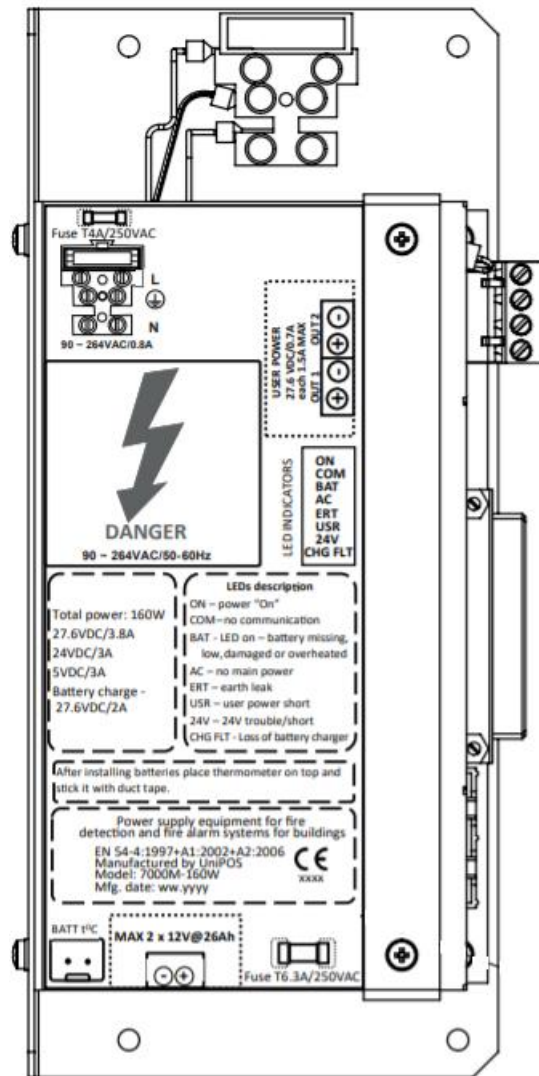 Fuse T4A/250VAC
L
N
90 ~ 264VAC/0.8A
USER POWER
27.6 VDC/0.7A
each 1.5A MAX
OUT 1 OUT2
- + - +
DANGER
90 ~ 264VAC/50-60Hz
LED INDICATORS
ON
COM
BAT
AC
ERT
USR
24V
CHG FLT
Total power: 160W
27.6VDC/3.8A
24VDC/3A
5VDC/3A
Battery charge -
27.6VDC/2A
LEDs description
ON – power "On"
COM–no communication
BAT - LED on – battery missing,
low, damaged or overheated
AC – no main power
ERT – earth leak
USR – user power short
24V – 24V trouble/short
CHG FLT - Loss of battery charger
After installing batteries place thermometer on top and
stick it with duct tape.
Power supply equipment for fire
detection and fire alarm systems for buildings
EN 54-4:1997+A1:2002+A2:2006
Manufactured by UniPOS
Model: 7000M-160W
Mfg. date: ww.yyyy
CE
xxxx
BATT t⁰C
MAX 2 x 12V@26Ah
- +
Fuse T6.3A/250VAC